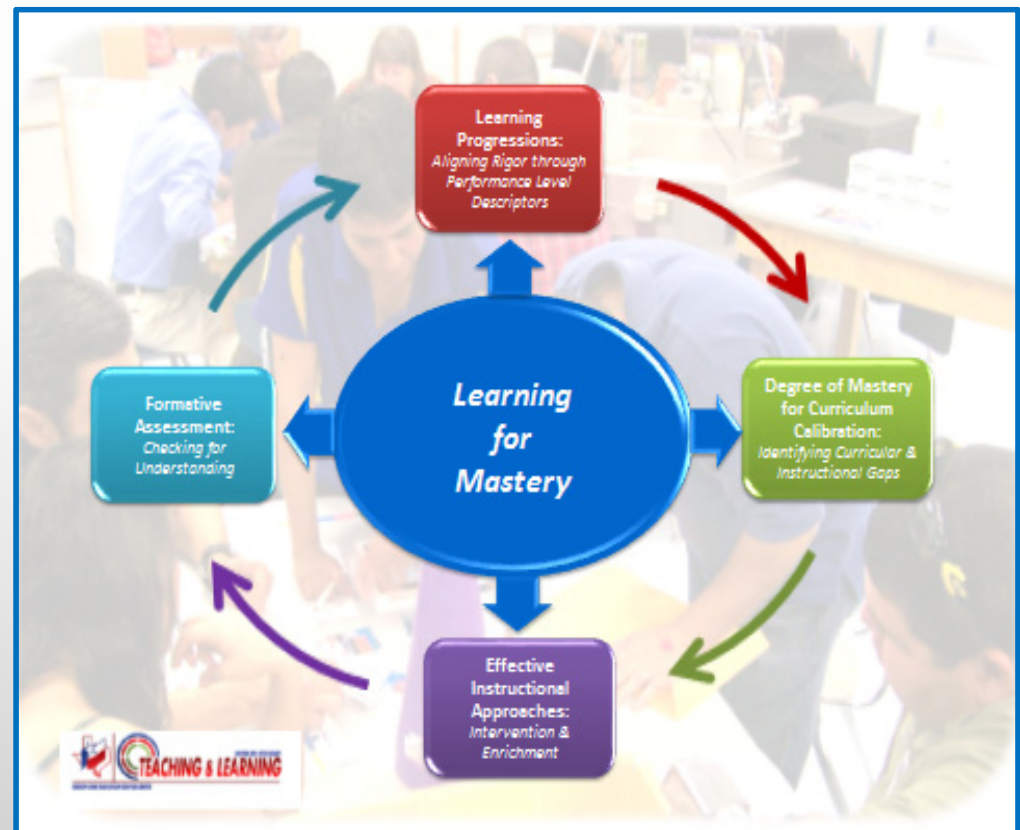 Learning
Progressions:
Aligning Rigor through
Performance Level
Descriptors
Degree of Mastery
for Curriculum
Calibration:
Identifying Curricular &
Instructional Gaps
Learning
for
Mastery
Formative
Assessment:
Checking for
Understanding
Effective
Instructional
Approaches:
Intervention &
Enrichment
TEACHING & LEARNING